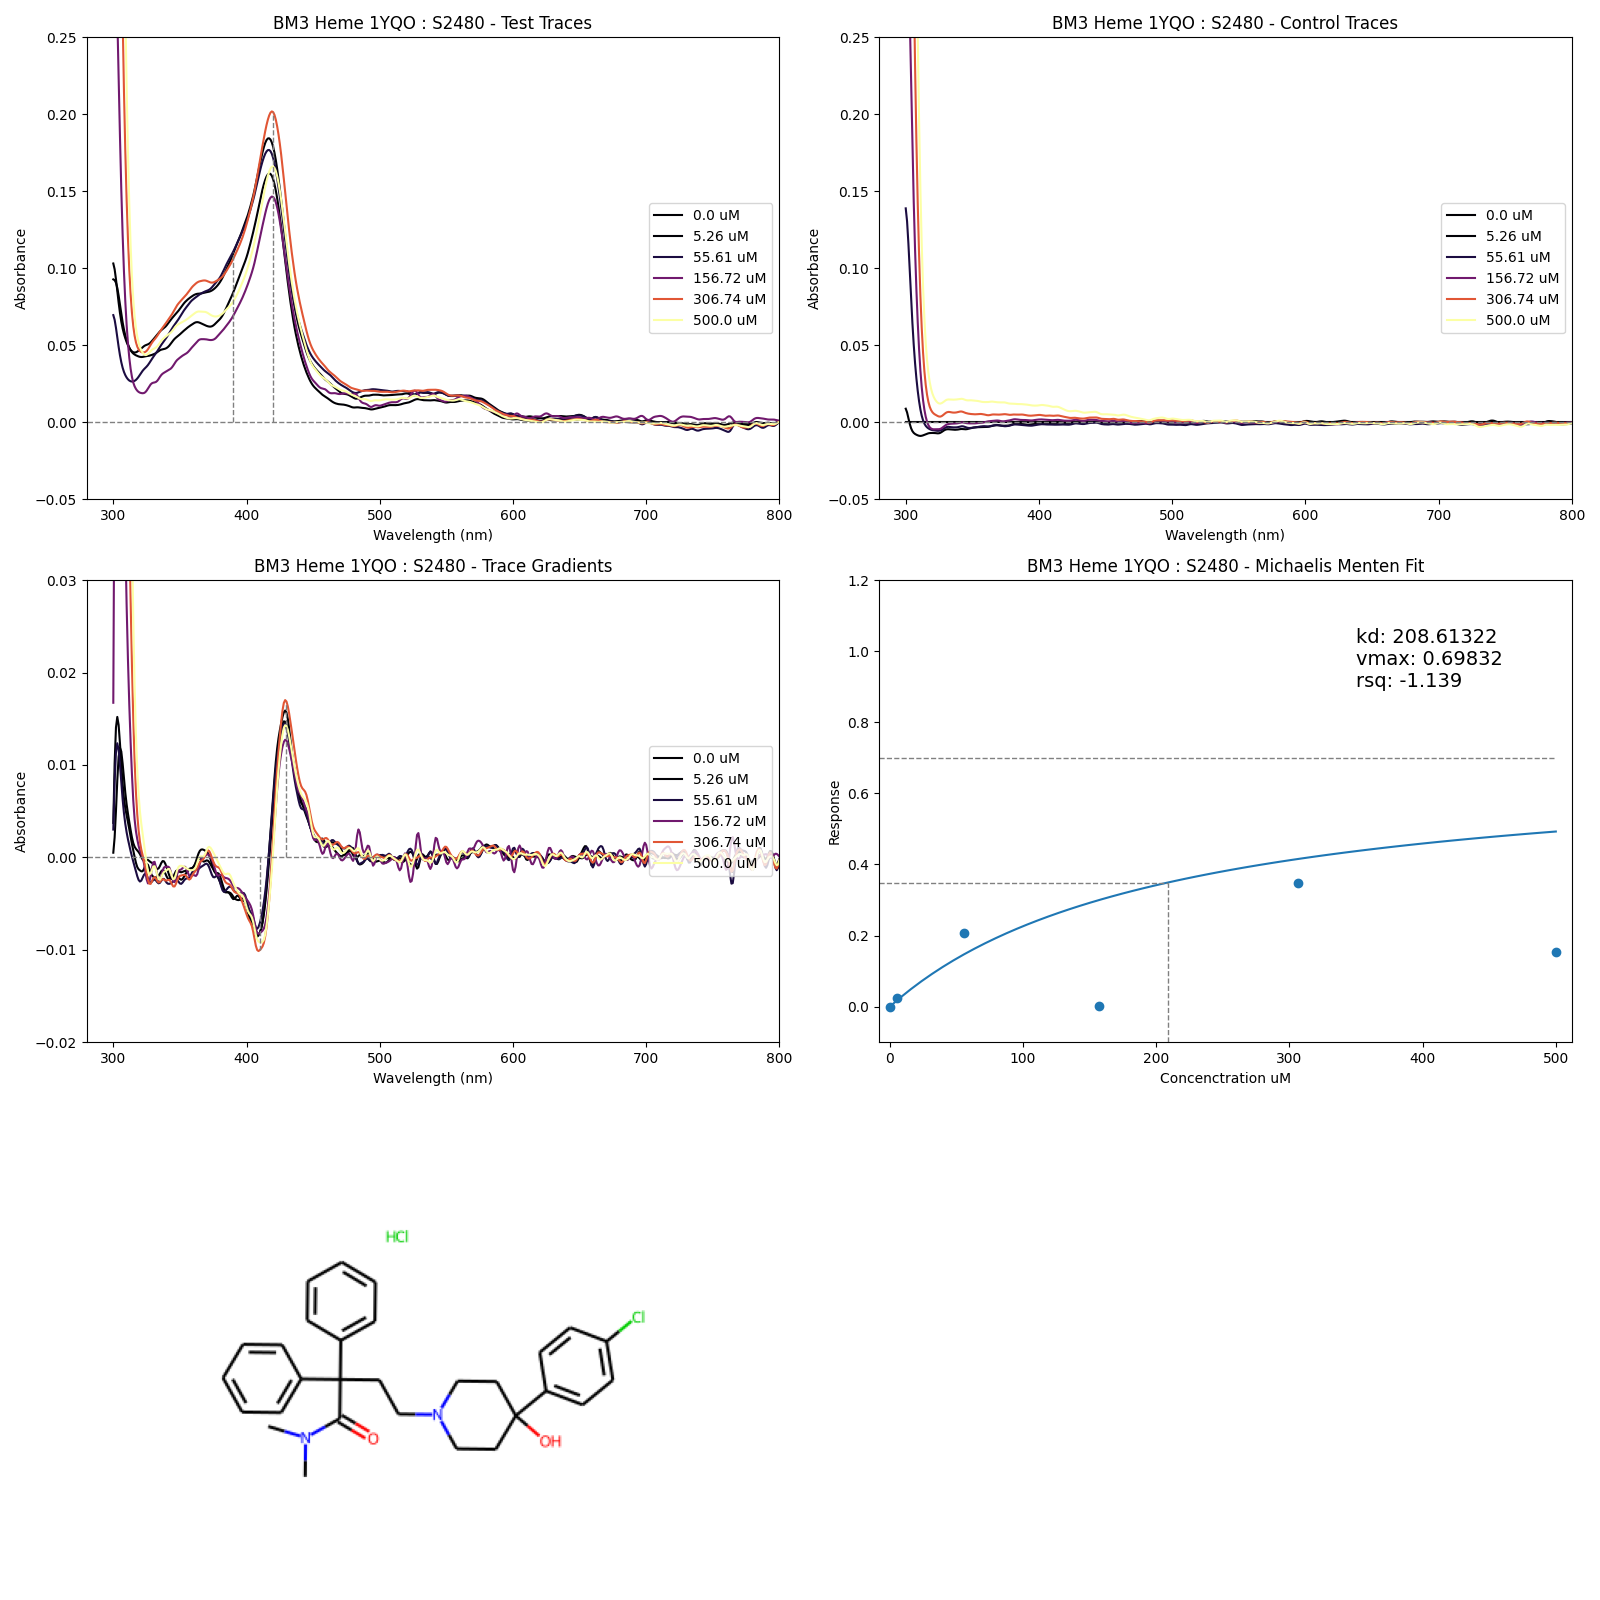 BM3 Heme 1YQO : S2480 - Test Traces
0.25
0.20
0.15
0.10
0.05
0.00
−0.05
Absorbance
300 400 500 600 700 800
Wavelength (nm)
0.0 uM
5.26 uM
55.61 uM
156.72 uM
306.74 uM
500.0 uM
BM3 Heme 1YQO : S2480 - Control Traces
0.25
0.20
0.15
0.10
0.05
0.00
−0.05
Absorbance
300 400 500 600 700 800
Wavelength (nm)
0.0 uM
5.26 uM
55.61 uM
156.72 uM
306.74 uM
500.0 uM
BM3 Heme 1YQO : S2480 - Trace Gradients
0.03
0.02
0.01
0.00
−0.01
−0.02
Absorbance
300 400 500 600 700 800
Wavelength (nm)
0.0 uM
5.26 uM
55.61 uM
156.72 uM
306.74 uM
500.0 uM
BM3 Heme 1YQO : S2480 - Michaelis Menten Fit
1.2
1.0
0.8
0.6
0.4
0.2
0.0
Response
kd: 208.61322
vmax: 0.69832
rsq: -1.139
0 100 200 300 400 500
Concenctration uM
HCl
Cl
N
OH
N
O